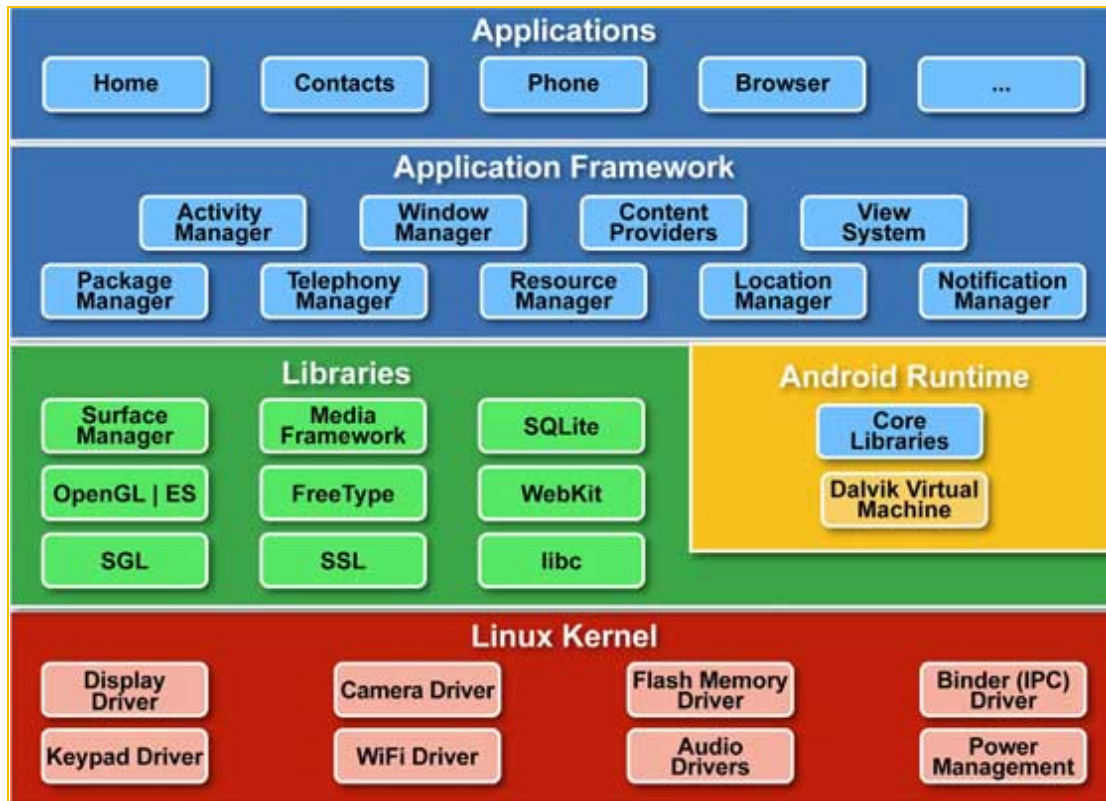 Applications
Home
Contacts
Phone
Browser
...
Application Framework
Activity
Manager
Window
Manager
Content
Providers
View
System
Package
Manager
Telephony
Manager
Resource
Manager
Location
Manager
Notification
Manager
Libraries
Surface
Manager
Media
Framework
SQLite
OpenGL | ES
FreeType
WebKit
SGL
SSL
libc
Android Runtime
Core
Libraries
Dalvik Virtual
Machine
Linux Kernel
Display
Driver
Camera Driver
Flash Memory
Driver
Binder (IPC)
Driver
Keypad Driver
WiFi Driver
Audio
Drivers
Power
Management